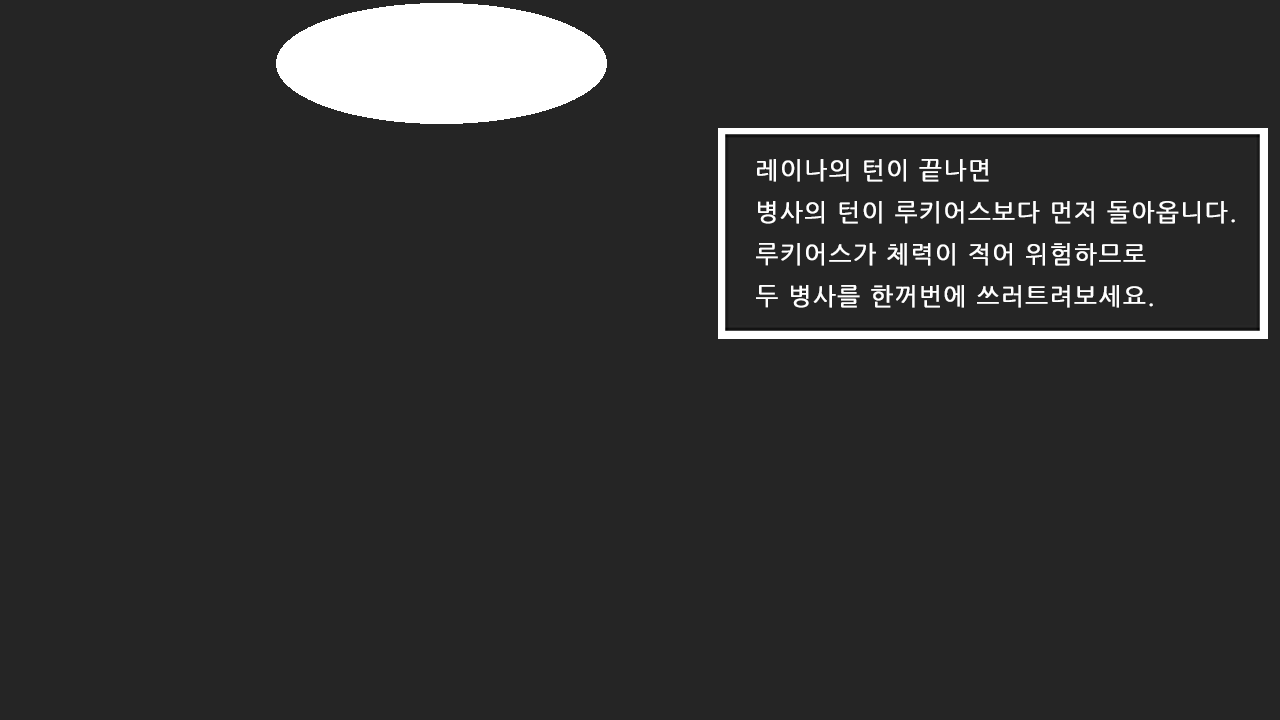 레이나의 턴이 끝나면
병사의 턴이 루키어스보다 먼저 돌아옵니다.
루키어스가 체력이 적어 위험하므로
두 병사를 한꺼번에 쓰러트려보세요.